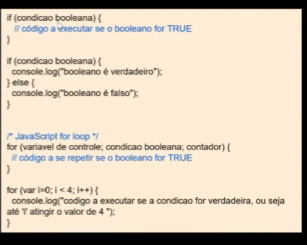 if (condicao booleana) {
// código a executar se o booleano for TRUE
}
if (condicao booleana) {
console.log("booleano é verdadeiro");
} else {
console.log("booleano é falso");
}
/* JavaScript for loop */
for (variavel de controle; condicao booleana; contador) {
// código a se repetir se o booleano for TRUE
}
for (var i=0; i < 4; i++) {
console.log("codigo a executar se a condicao for verdadeira, ou seja
até 'i' atingir o valor de 4 ");
}